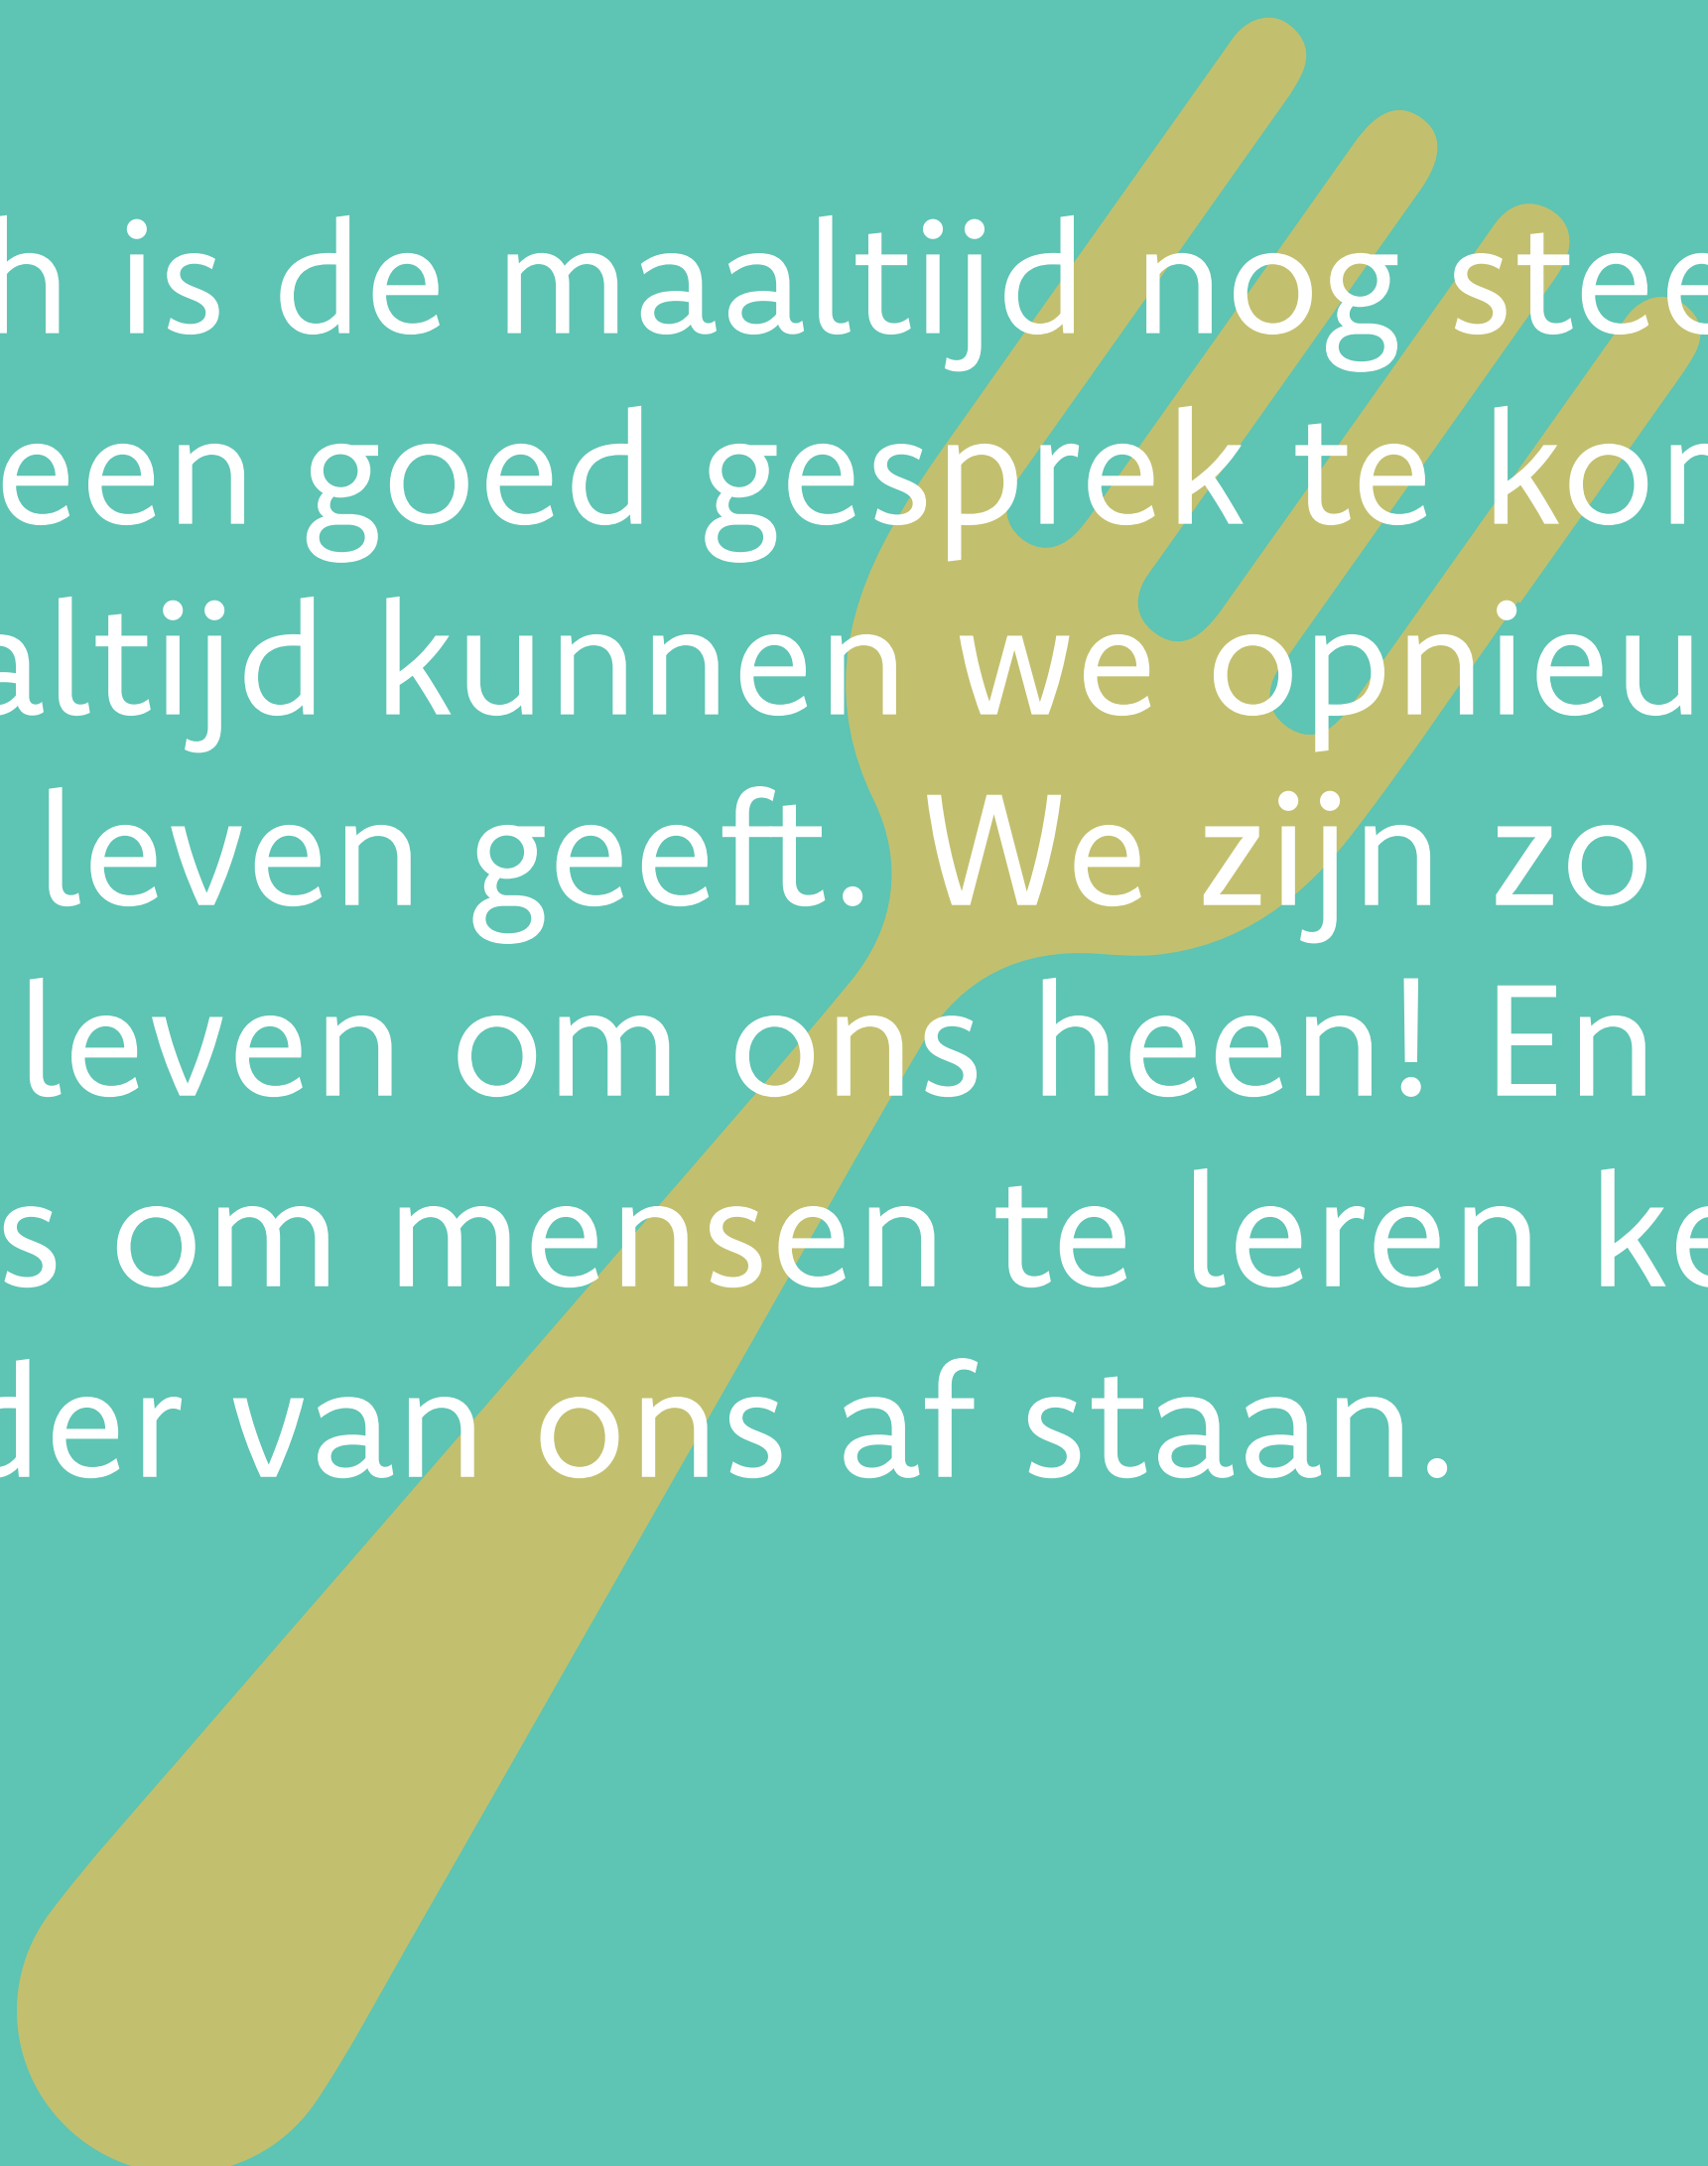 h is de maaltijd nog stee
een goed gesprek te kon
altijd kunnen we opnieu
leven geeft. We zijn zo
leven om ons heen! En
s om mensen te leren ke
der van ons af staan.